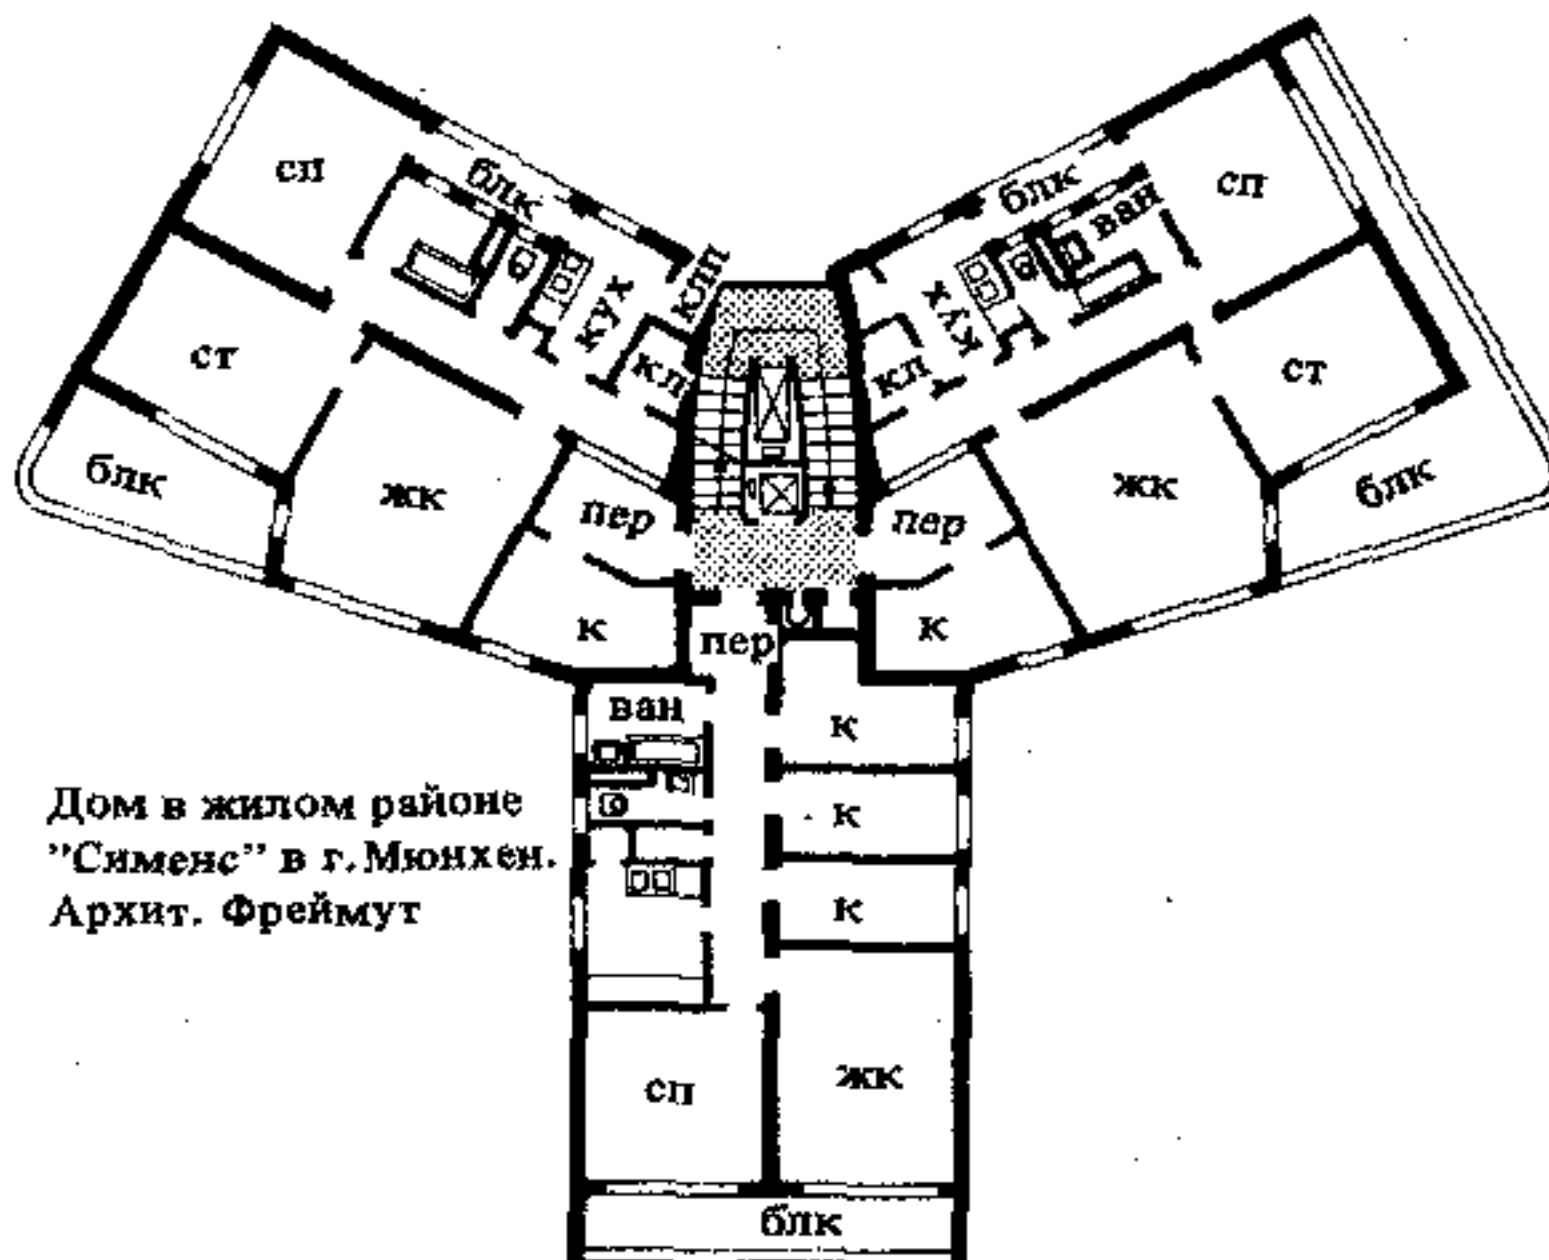 сп
блк
кып
кух
кл
ст
блк
жк
пер
к
блк
ван
сп
кух
кл
ст
жк
блк
пер
к
пер
ван
к
к
к
сп
жк
блк
Дом в жилом районе
”Сименс” в г. Мюнхен.
Архит. Фреймут